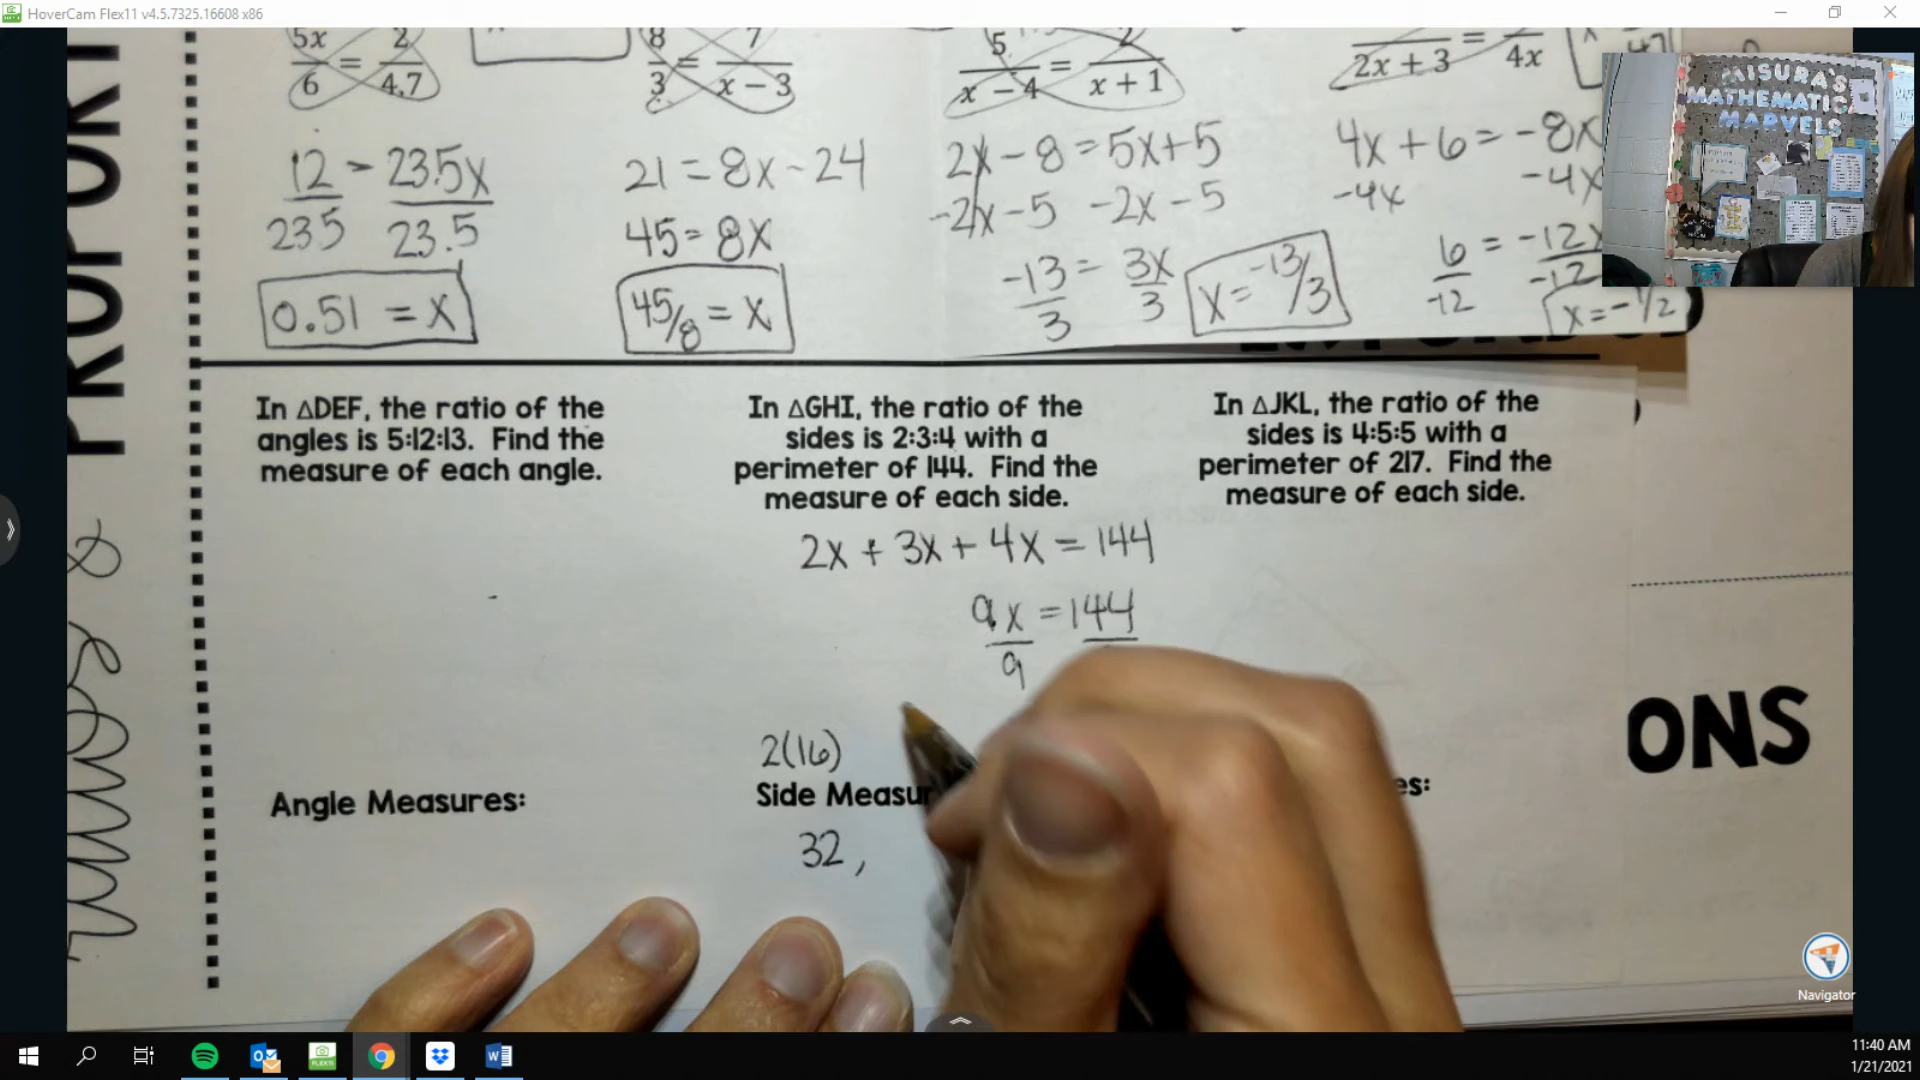 HoverCam Flex11 v4.5.7325.16608 x86
5x/6 = 2/4.7
8/3 = 7/x - 3
5/x - 4 = 2/x + 1
/2x + 3 = /4x
12 = 23.5x
235 23.5
0.51 = x
21 = 8x - 24
45 = 8x
45/8 = x
2x - 8 = 5x + 5
-2x - 5 -2x - 5
-13 = 3x
3 3
x = -13/3
4x + 6 = -8x
-4x -4x
6 = -12x
-12 -12
x = -1/2
MISURA'S
MATHEMATIC
MARVELS
PROPORT
In △DEF, the ratio of the
angles is 5:12:13. Find the
measure of each angle.
Angle Measures:
In △GHI, the ratio of the
sides is 2:3:4 with a
perimeter of 144. Find the
measure of each side.
2x + 3x + 4x = 144
9x = 144
9
2(16)
Side Measur
32,
In △JKL, the ratio of the
sides is 4:5:5 with a
perimeter of 217. Find the
measure of each side.
es:
ONS
Navigator
11:40 AM
1/21/2021